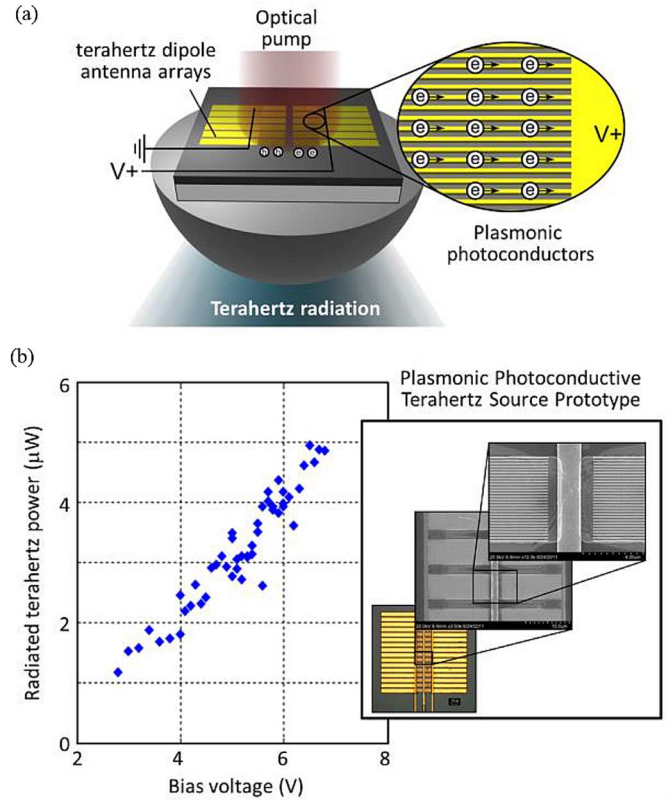 (a)
Optical
pump
terahertz dipole
antenna arrays
V+
h h e e
e e
e e e
e e e
e e e
e e
V+
Plasmonic
photoconductors
Terahertz radiation
(b)
Plasmonic Photoconductive
Terahertz Source Prototype
Radiated terahertz power (μW)
6
4
2
0
2
4
6
8
Bias voltage (V)